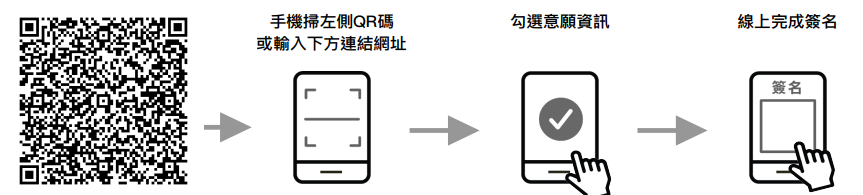 手機掃左側QR碼
或輸入下方連結網址
勾選意願資訊
線上完成簽名
簽名